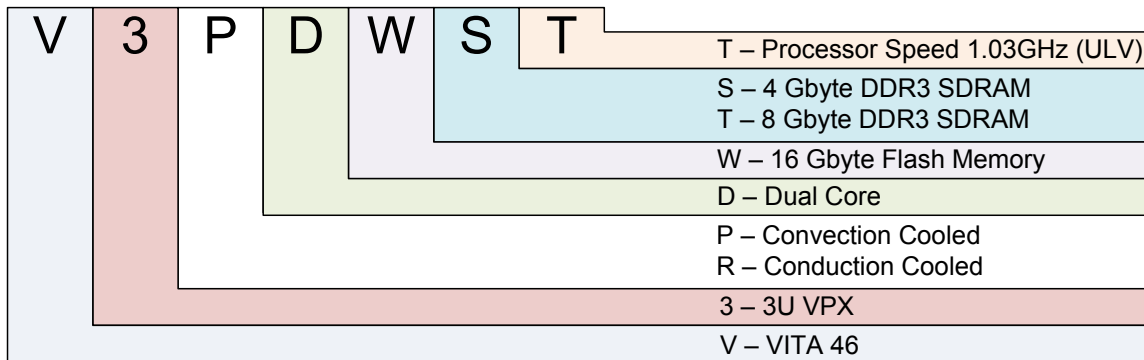 V 3 P D W S T
T – Processor Speed 1.03GHz (ULV)
S – 4 Gbyte DDR3 SDRAM
T – 8 Gbyte DDR3 SDRAM
W – 16 Gbyte Flash Memory
D – Dual Core
P – Convection Cooled
R – Conduction Cooled
3 – 3U VPX
V – VITA 46